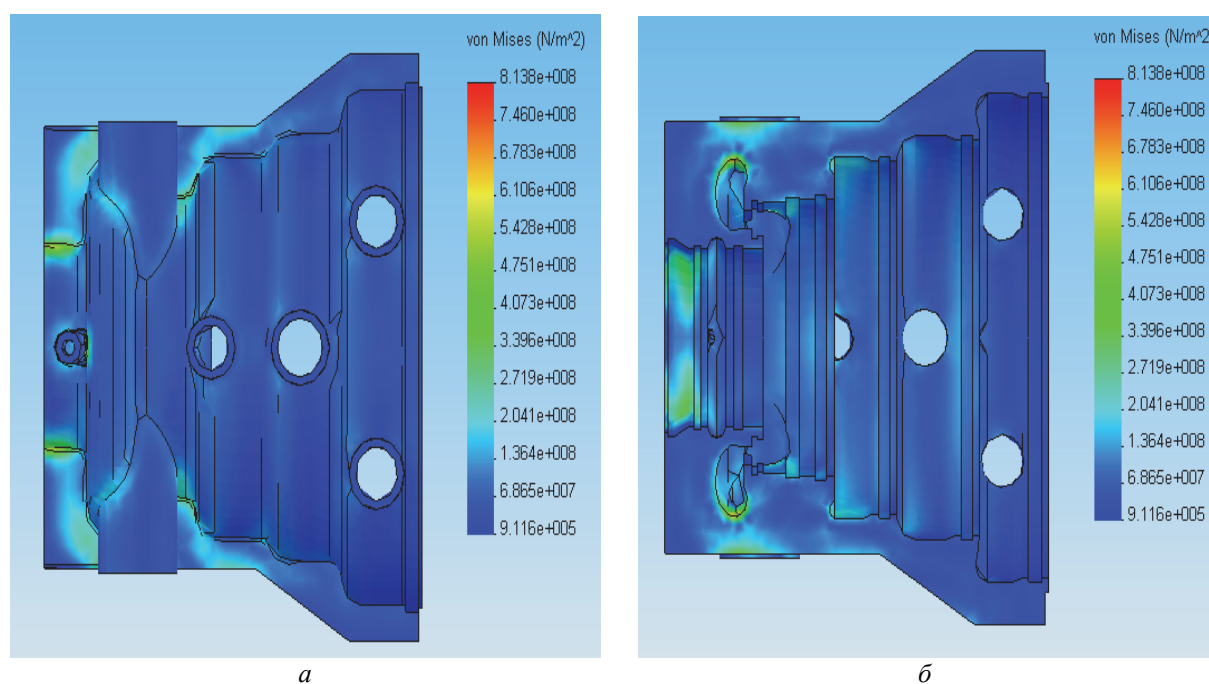 von Mises (N/m^2)
8.138e+008
7.460e+008
6.783e+008
6.106e+008
5.428e+008
4.751e+008
4.073e+008
3.396e+008
2.719e+008
2.041e+008
1.364e+008
6.865e+007
9.116e+005
а
von Mises (N/m^2
8.138e+008
7.460e+008
6.783e+008
6.106e+008
5.428e+008
4.751e+008
4.073e+008
3.396e+008
2.719e+008
2.041e+008
1.364e+008
6.865e+007
9.116e+005
б